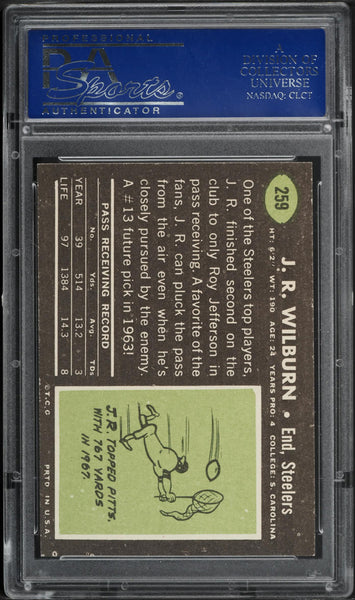 PROFESSIONAL
PSA
Sports
AUTHENTICATOR
A
DIVISION OF
COLLECTORS
UNIVERSE
NASDAQ: CLCT
259
J. R. WILBURN • End, Steelers
HT: 6'2" WT: 190 AGE: 24 YEARS PRO: 4 COLLEGE: S. CAROLINA
One of the Steelers top players,
J. R. finished second on the
club to only Roy Jefferson in
pass receiving. A favorite of the
fans, J. R. can pluck the pass
from the air even when he's
closely pursued by the enemy.
A #13 future pick in 1963!
PASS RECEIVING RECORD
No. Yds. Avg. TDs
YEAR 39 514 13.2 3
LIFE 97 1384 14.3 8
J.R. TOPPED PITTS.
WITH 767 YARDS
IN 1967.
© T.C.G. PRTD. IN U.S.A.